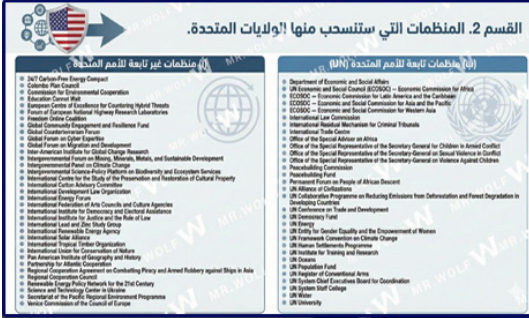 القسم 2. المنظمات التي ستنسحب منها الولايات المتحدة.
(أ) منظمات غير تابعة للأمم المتحدة
24/7 Carbon-Free Energy Compact
Colombo Plan Council
Commission for Environmental Cooperation
Education Cannot Wait
European Centre of Excellence for Countering Hybrid Threats
Forum of European National Highway Research Laboratories
Freedom Online Coalition
Global Community Engagement and Resilience Fund
Global Counterterrorism Forum
Global Forum on Cyber Expertise
Global Forum on Migration and Development
Inter-American Institute for Global Change Research
Intergovernmental Forum on Mining, Minerals, Metals, and Sustainable Development
Intergovernmental Panel on Climate Change
Intergovernmental Science-Policy Platform on Biodiversity and Ecosystem Services
International Centre for the Study of the Preservation and Restoration of Cultural Property
International Cotton Advisory Committee
International Development Law Organization
International Energy Forum
International Federation of Arts Councils and Culture Agencies
International Institute for Democracy and Electoral Assistance
International Institute for Justice and the Rule of Law
International Lead and Zinc Study Group
International Renewable Energy Agency
International Solar Alliance
International Tropical Timber Organization
International Union for Conservation of Nature
Pan American Institute of Geography and History
Partnership for Atlantic Cooperation
Regional Cooperation Agreement on Combatting Piracy and Armed Robbery against Ships in Asia
Regional Cooperation Council
Renewable Energy Policy Network for the 21st Century
Science and Technology Center in Ukraine
Secretariat of the Pacific Regional Environment Programme
Venice Commission of the Council of Europe
(ب) منظمات تابعة للأمم المتحدة (UN)
Department of Economic and Social Affairs
UN Economic and Social Council (ECOSOC) — Economic Commission for Africa
ECOSOC — Economic Commission for Latin America and the Caribbean
ECOSOC — Economic and Social Commission for Asia and the Pacific
ECOSOC — Economic and Social Commission for Western Asia
International Law Commission
International Residual Mechanism for Criminal Tribunals
International Trade Centre
Office of the Special Adviser on Africa
Office of the Special Representative of the Secretary General for Children in Armed Conflict
Office of the Special Representative of the Secretary-General on Sexual Violence in Conflict
Office of the Special Representative of the Secretary-General on Violence Against Children
Peacebuilding Commission
Peacebuilding Fund
Permanent Forum on People of African Descent
UN Alliance of Civilizations
UN Collaborative Programme on Reducing Emissions from Deforestation and Forest Degradation in
Developing Countries
UN Conference on Trade and Development
UN Democracy Fund
UN Energy
UN Entity for Gender Equality and the Empowerment of Women
UN Framework Convention on Climate Change
UN Human Settlements Programme
UN Institute for Training and Research
UN Oceans
UN Population Fund
UN Register of Conventional Arms
UN System Chief Executives Board for Coordination
UN System Staff College
UN Water
UN University
MR.WOLF